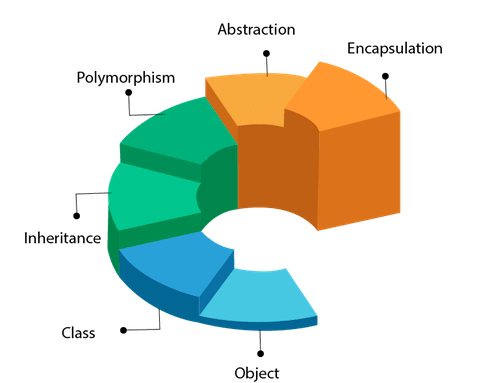 Abstraction
Encapsulation
Polymorphism
Inheritance
Class
Object